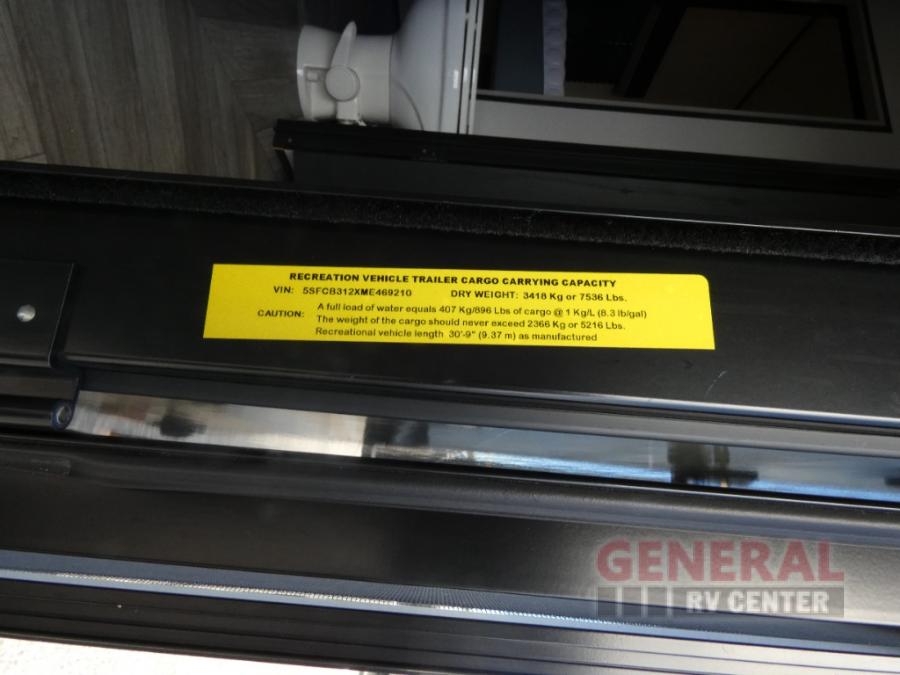 RECREATION VEHICLE TRAILER CARGO CARRYING CAPACITY
VIN: 5SFCB312XME469210 DRY WEIGHT: 3418 Kg or 7536 Lbs.
CAUTION: A full load of water equals 407 Kg/896 Lbs of cargo @ 1 Kg/L (8.3 lb/gal)
The weight of the cargo should never exceed 2366 Kg or 5216 Lbs.
Recreational vehicle length 30'-9" (9.37 m) as manufactured
GENERAL
RV CENTER